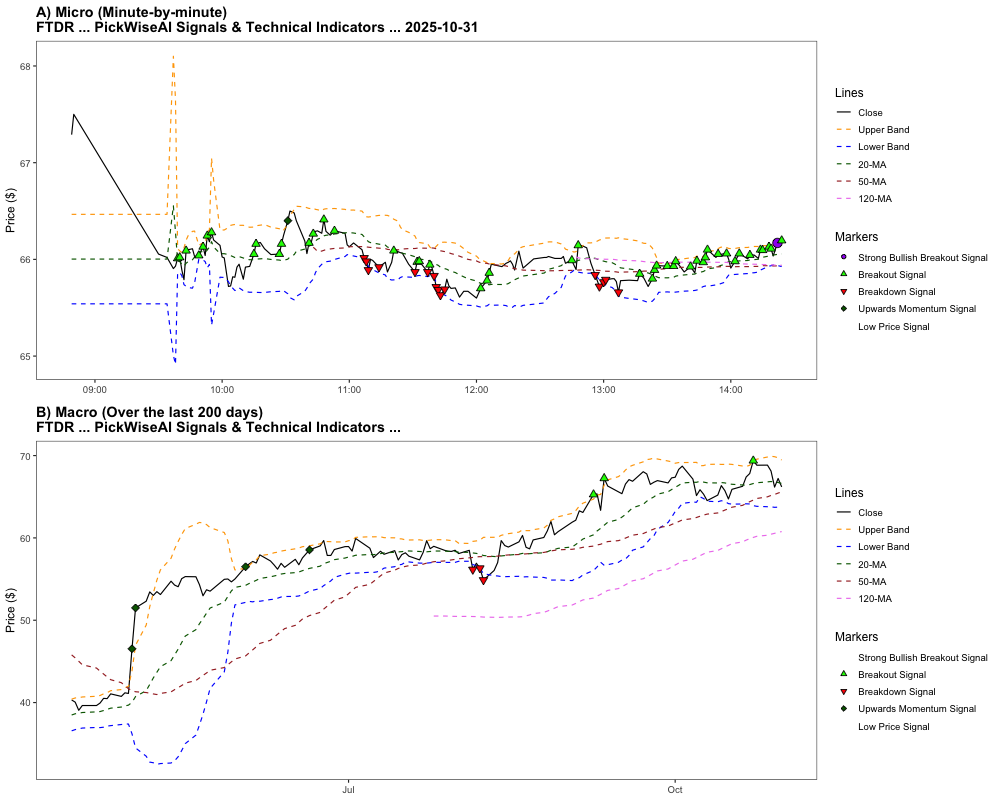 A) Micro (Minute-by-minute)
FTDR ... PickWiseAI Signals & Technical Indicators ... 2025-10-31
68
67
66
65
Price ($)
09:00
10:00
11:00
12:00
13:00
14:00
Lines
Close
Upper Band
Lower Band
20-MA
50-MA
120-MA
Markers
Strong Bullish Breakout Signal
Breakout Signal
Breakdown Signal
Upwards Momentum Signal
Low Price Signal
B) Macro (Over the last 200 days)
FTDR ... PickWiseAI Signals & Technical Indicators ...
70
60
50
40
Price ($)
Jul
Oct
Lines
Close
Upper Band
Lower Band
20-MA
50-MA
120-MA
Markers
Strong Bullish Breakout Signal
Breakout Signal
Breakdown Signal
Upwards Momentum Signal
Low Price Signal